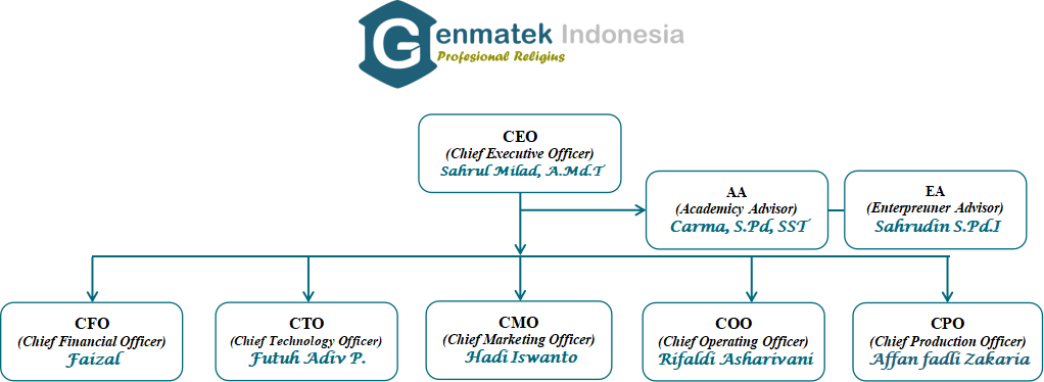 Genmatek Indonesia
Profesional Religius
CEO
(Chief Executive Officer)
Sahrul Milad, A.Md.T
AA
(Academicy Advisor)
Carma, S.Pd, SST
EA
(Enterpreuner Advisor)
Sahrudin S.Pd.I
CFO
(Chief Financial Officer)
Faizal
CTO
(Chief Technology Officer)
Futuh Adiv P.
CMO
(Chief Marketing Officer)
Hadi Iswanto
COO
(Chief Operating Officer)
Rifaldi Asharivani
CPO
(Chief Production Officer)
Affan fadli Zakaria